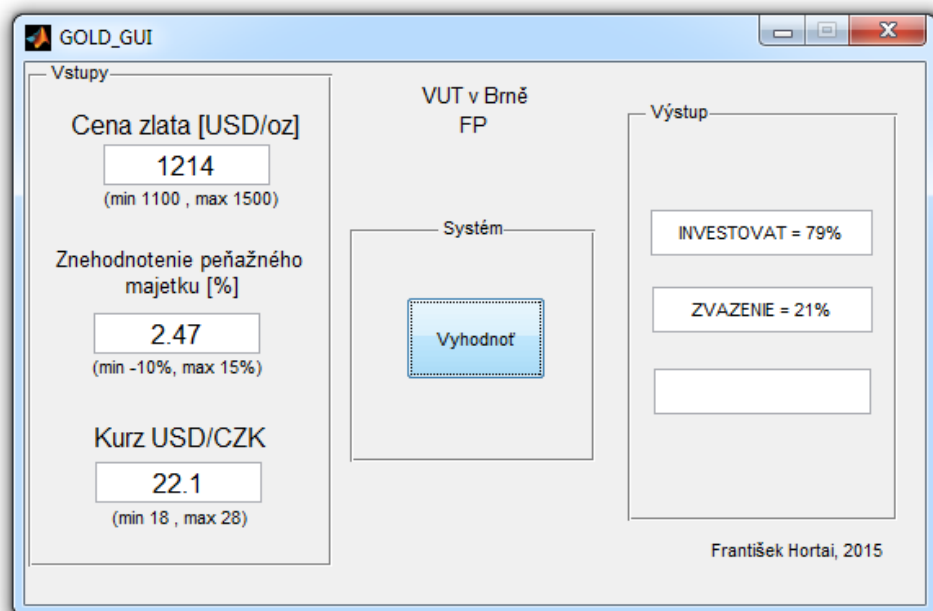 GOLD_GUI
Vstupy
Cena zlata [USD/oz]
1214
(min 1100 , max 1500)
Znehodnotenie peňažného
majetku [%]
2.47
(min -10%, max 15%)
Kurz USD/CZK
22.1
(min 18 , max 28)
VUT v Brně
FP
Systém
Vyhodnoť
Výstup
INVESTOVAT = 79%
ZVAZENIE = 21%
František Hortai, 2015